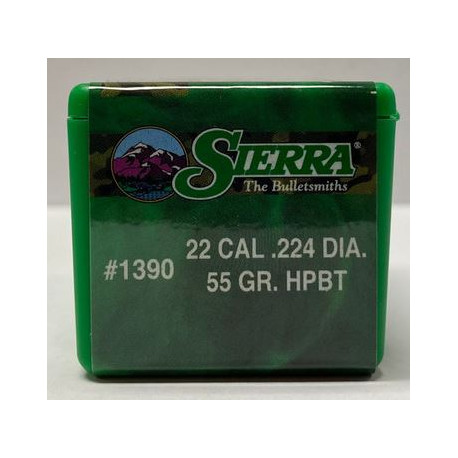 SIERRA
The Bulletsmiths
#1390
22 CAL .224 DIA.
55 GR. HPBT